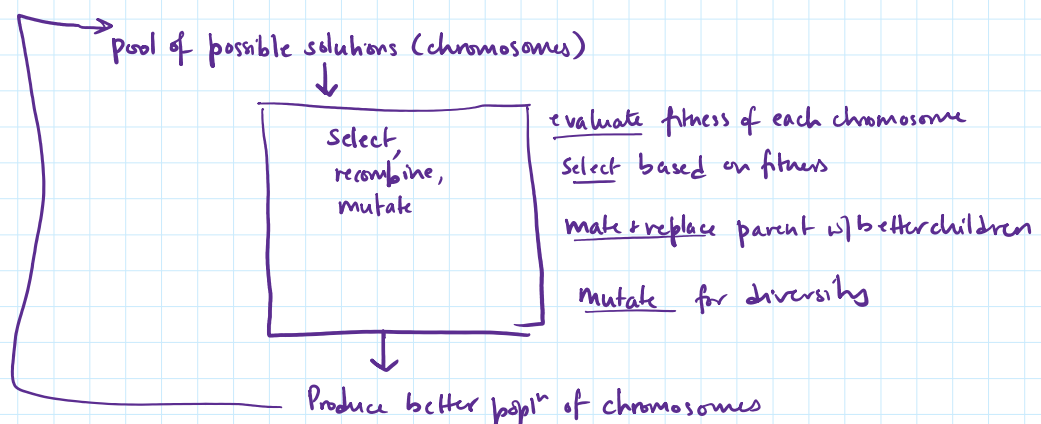 pool of possible solutions (chromosomes)
select,
recombine,
mutate
evaluate fitness of each chromosome
select based on fitness
mate + replace parent w/ better children
mutate for diversity
Produce better popln of chromosomes